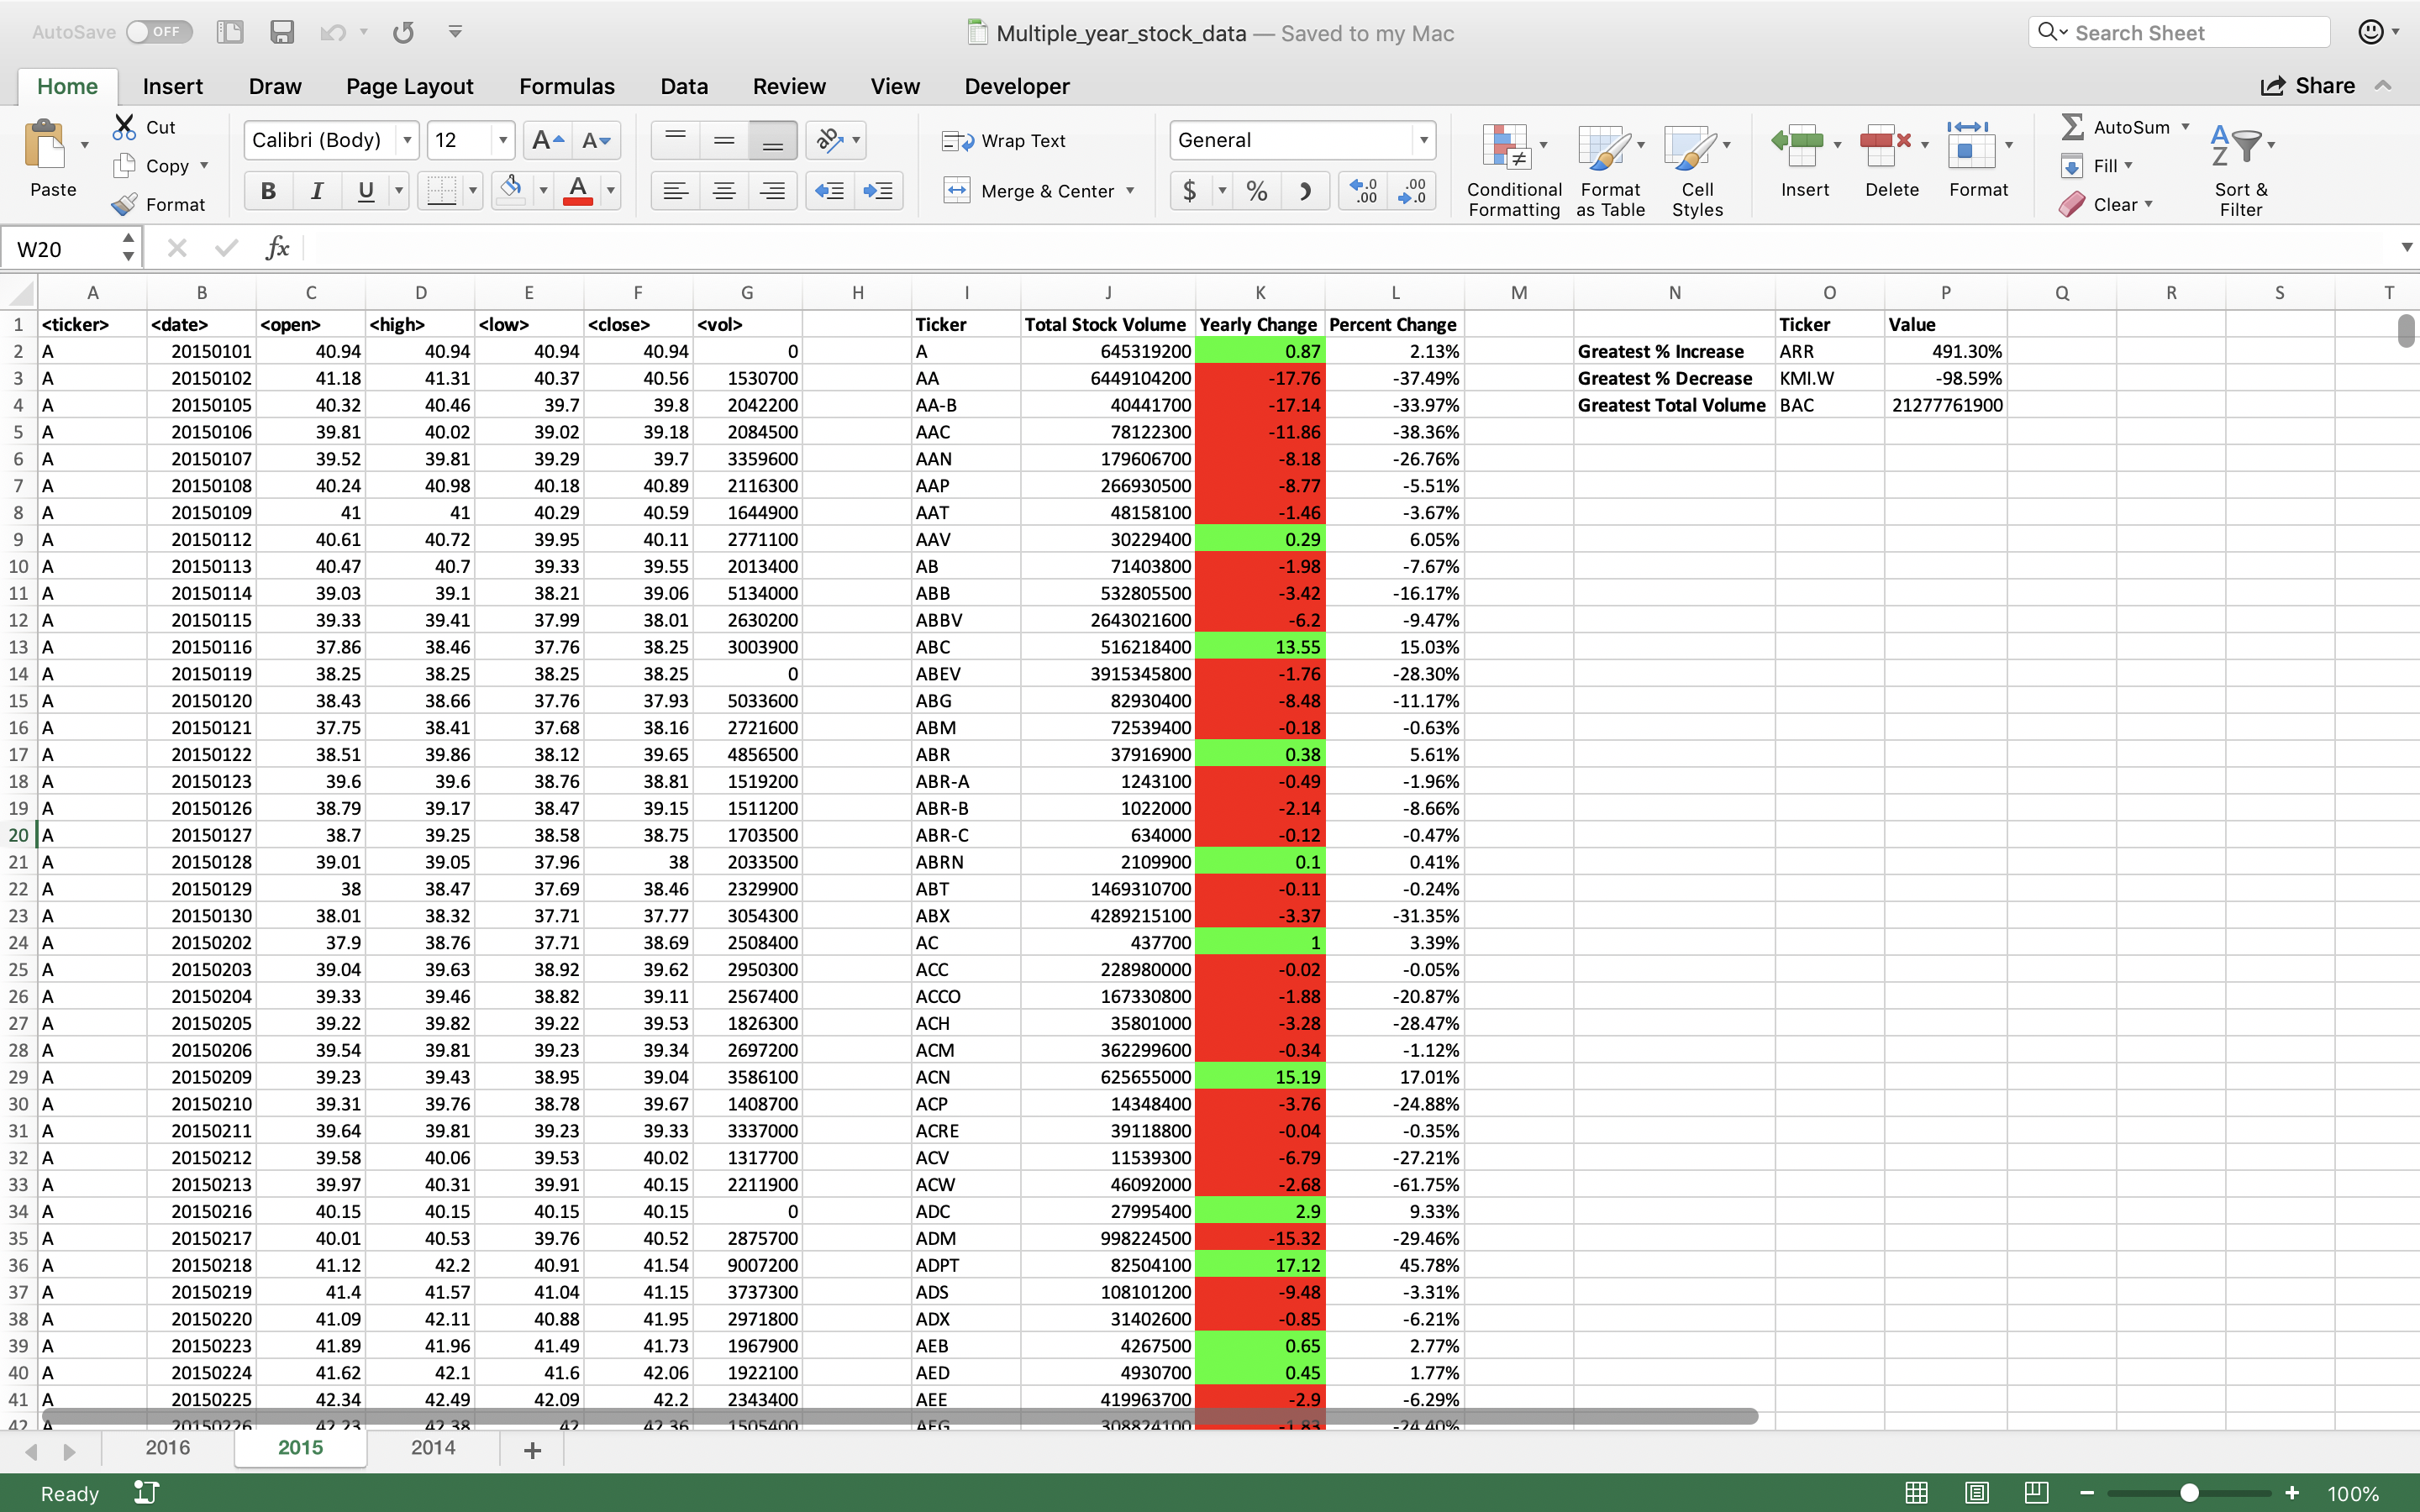 AutoSave OFF
Multiple_year_stock_data — Saved to my Mac
Search Sheet
Home Insert Draw Page Layout Formulas Data Review View Developer Share
Paste Cut Copy Format
Calibri (Body) 12 A A
B I U A
Wrap Text
Merge & Center
General
$ % .0 .00 .00 .0
Conditional Formatting
Format as Table
Cell Styles
Insert Delete Format
AutoSum
Fill
Clear
Sort & Filter
W20 fx
A B C D E F G H I J K L M N O P Q R S T
1 <ticker> <date> <open> <high> <low> <close> <vol> Ticker Total Stock Volume Yearly Change Percent Change Ticker Value
2 A 20150101 40.94 40.94 40.94 40.94 0 A 645319200 0.87 2.13% Greatest % Increase ARR 491.30%
3 A 20150102 41.18 41.31 40.37 40.56 1530700 AA 6449104200 -17.76 -37.49% Greatest % Decrease KMI.W -98.59%
4 A 20150105 40.32 40.46 39.7 39.8 2042200 AA-B 40441700 -17.14 -33.97% Greatest Total Volume BAC 21277761900
5 A 20150106 39.81 40.02 39.02 39.18 2084500 AAC 78122300 -11.86 -38.36%
6 A 20150107 39.52 39.81 39.29 39.7 3359600 AAN 179606700 -8.18 -26.76%
7 A 20150108 40.24 40.98 40.18 40.89 2116300 AAP 266930500 -8.77 -5.51%
8 A 20150109 41 41 40.29 40.59 1644900 AAT 48158100 -1.46 -3.67%
9 A 20150112 40.61 40.72 39.95 40.11 2771100 AAV 30229400 0.29 6.05%
10 A 20150113 40.47 40.7 39.33 39.55 2013400 AB 71403800 -1.98 -7.67%
11 A 20150114 39.03 39.1 38.21 39.06 5134000 ABB 532805500 -3.42 -16.17%
12 A 20150115 39.33 39.41 37.99 38.01 2630200 ABBV 2643021600 -6.2 -9.47%
13 A 20150116 37.86 38.46 37.76 38.25 3003900 ABC 516218400 13.55 15.03%
14 A 20150119 38.25 38.25 38.25 38.25 0 ABEV 3915345800 -1.76 -28.30%
15 A 20150120 38.43 38.66 37.76 37.93 5033600 ABG 82930400 -8.48 -11.17%
16 A 20150121 37.75 38.41 37.68 38.16 2721600 ABM 72539400 -0.18 -0.63%
17 A 20150122 38.51 39.86 38.12 39.65 4856500 ABR 37916900 0.38 5.61%
18 A 20150123 39.6 39.6 38.76 38.81 1519200 ABR-A 1243100 -0.49 -1.96%
19 A 20150126 38.79 39.17 38.47 39.15 1511200 ABR-B 1022000 -2.14 -8.66%
20 A 20150127 38.7 39.25 38.58 38.75 1703500 ABR-C 634000 -0.12 -0.47%
21 A 20150128 39.01 39.05 37.96 38 2033500 ABRN 2109900 0.1 0.41%
22 A 20150129 38 38.47 37.69 38.46 2329900 ABT 1469310700 -0.11 -0.24%
23 A 20150130 38.01 38.32 37.71 37.77 3054300 ABX 4289215100 -3.37 -31.35%
24 A 20150202 37.9 38.76 37.71 38.69 2508400 AC 437700 1 3.39%
25 A 20150203 39.04 39.63 38.92 39.62 2950300 ACC 228980000 -0.02 -0.05%
26 A 20150204 39.33 39.46 38.82 39.11 2567400 ACCO 167330800 -1.88 -20.87%
27 A 20150205 39.22 39.82 39.22 39.53 1826300 ACH 35801000 -3.28 -28.47%
28 A 20150206 39.54 39.81 39.23 39.34 2697200 ACM 362299600 -0.34 -1.12%
29 A 20150209 39.23 39.43 38.95 39.04 3586100 ACN 625655000 15.19 17.01%
30 A 20150210 39.31 39.76 38.78 39.67 1408700 ACP 14348400 -3.76 -24.88%
31 A 20150211 39.64 39.81 39.23 39.33 3337000 ACRE 39118800 -0.04 -0.35%
32 A 20150212 39.58 40.06 39.53 40.02 1317700 ACV 11539300 -6.79 -27.21%
33 A 20150213 39.97 40.31 39.91 40.15 2211900 ACW 46092000 -2.68 -61.75%
34 A 20150216 40.15 40.15 40.15 40.15 0 ADC 27995400 2.9 9.33%
35 A 20150217 40.01 40.53 39.76 40.52 2875700 ADM 998224500 -15.32 -29.46%
36 A 20150218 41.12 42.2 40.91 41.54 9007200 ADPT 82504100 17.12 45.78%
37 A 20150219 41.4 41.57 41.04 41.15 3737300 ADS 108101200 -9.48 -3.31%
38 A 20150220 41.09 42.11 40.88 41.95 2971800 ADX 31402600 -0.85 -6.21%
39 A 20150223 41.89 41.96 41.49 41.73 1967900 AEB 4267500 0.65 2.77%
40 A 20150224 41.62 42.1 41.6 42.06 1922100 AED 4930700 0.45 1.77%
41 A 20150225 42.34 42.49 42.09 42.2 2343400 AEE 419963700 -2.9 -6.29%
42 A 20150226 42.23 42.38 42 42.36 1505400 AEG 308824100 -1.83 -24.40%
2016 2015 2014 +
Ready 100%